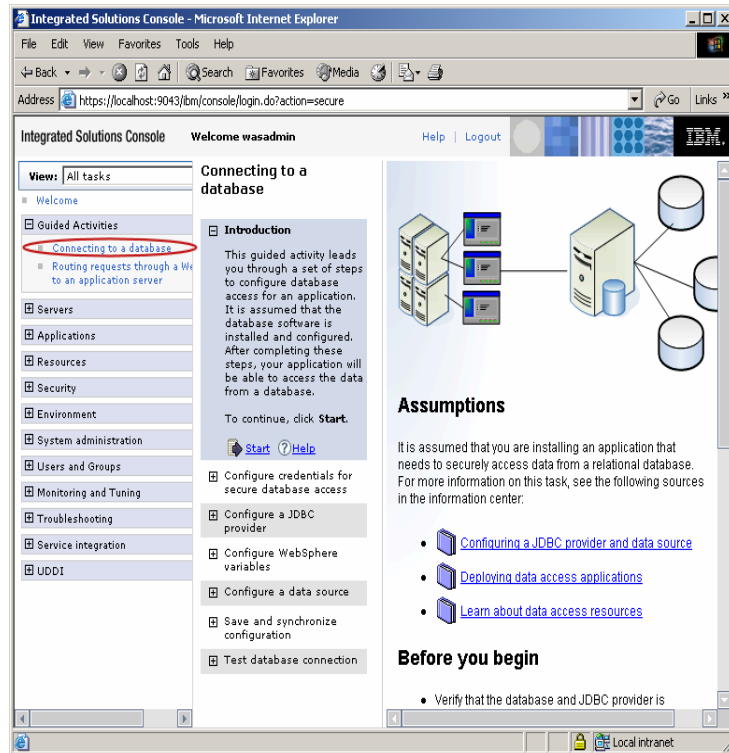 Integrated Solutions Console - Microsoft Internet Explorer
File Edit View Favorites Tools Help
Back Search Favorites Media
Address https://localhost:9043/ibm/console/login.do?action=secure Go Links »
Integrated Solutions Console Welcome wasadmin Help | Logout IBM.
View: All tasks
Welcome
Guided Activities
Connecting to a database
Routing requests through a We
to an application server
Servers
Applications
Resources
Security
Environment
System administration
Users and Groups
Monitoring and Tuning
Troubleshooting
Service integration
UDDI
Connecting to a
database
Introduction
This guided activity leads
you through a set of steps
to configure database
access for an application.
It is assumed that the
database software is
installed and configured.
After completing these
steps, your application will
be able to access the data
from a database.
To continue, click Start.
Start ? Help
Configure credentials for
secure database access
Configure a JDBC
provider
Configure WebSphere
variables
Configure a data source
Save and synchronize
configuration
Test database connection
Assumptions
It is assumed that you are installing an application that
needs to securely access data from a relational database.
For more information on this task, see the following sources
in the information center:
• Configuring a JDBC provider and data source
• Deploying data access applications
• Learn about data access resources
Before you begin
• Verify that the database and JDBC provider is
Local intranet